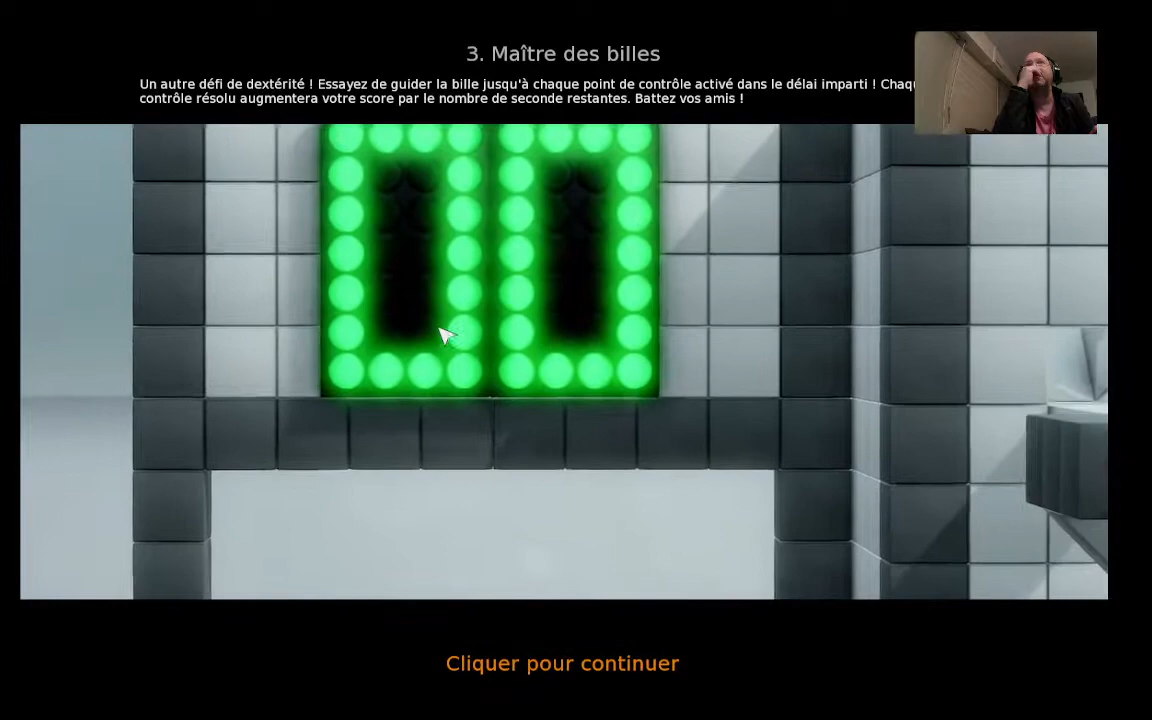 3. Maître des billes
Un autre défi de dextérité ! Essayez de guider la bille jusqu'à chaque point de contrôle activé dans le délai imparti ! Chaqu
contrôle résolu augmentera votre score par le nombre de seconde restantes. Battez vos amis !
00
Cliquer pour continuer